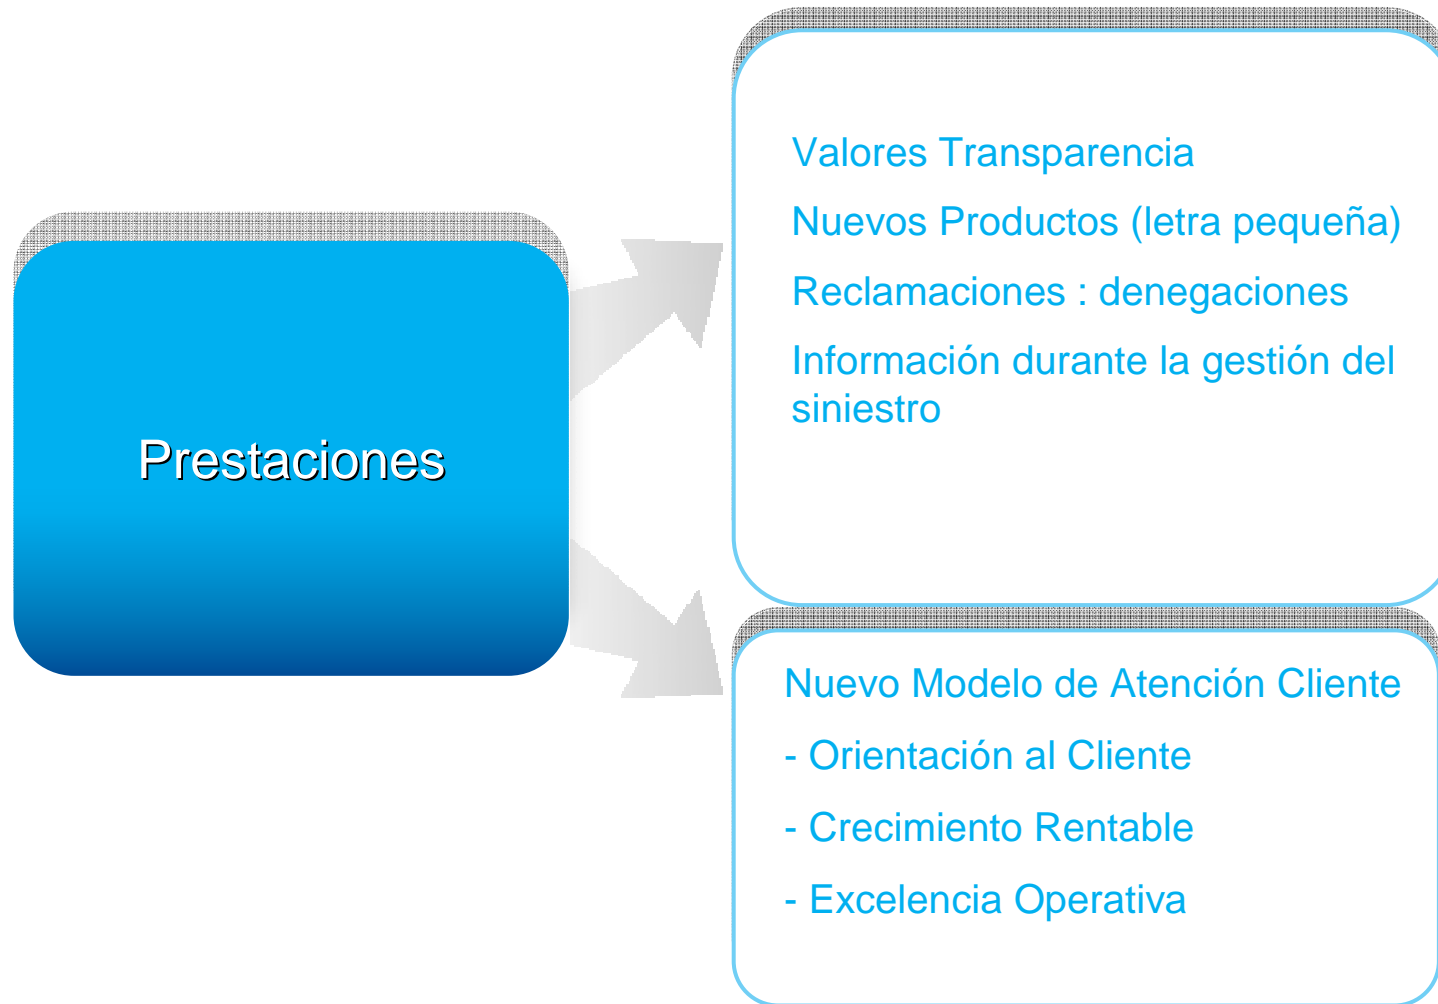 Prestaciones
Valores Transparencia
Nuevos Productos (letra pequeña)
Reclamaciones : denegaciones
Información durante la gestión del
siniestro
Nuevo Modelo de Atención Cliente
- Orientación al Cliente
- Crecimiento Rentable
- Excelencia Operativa